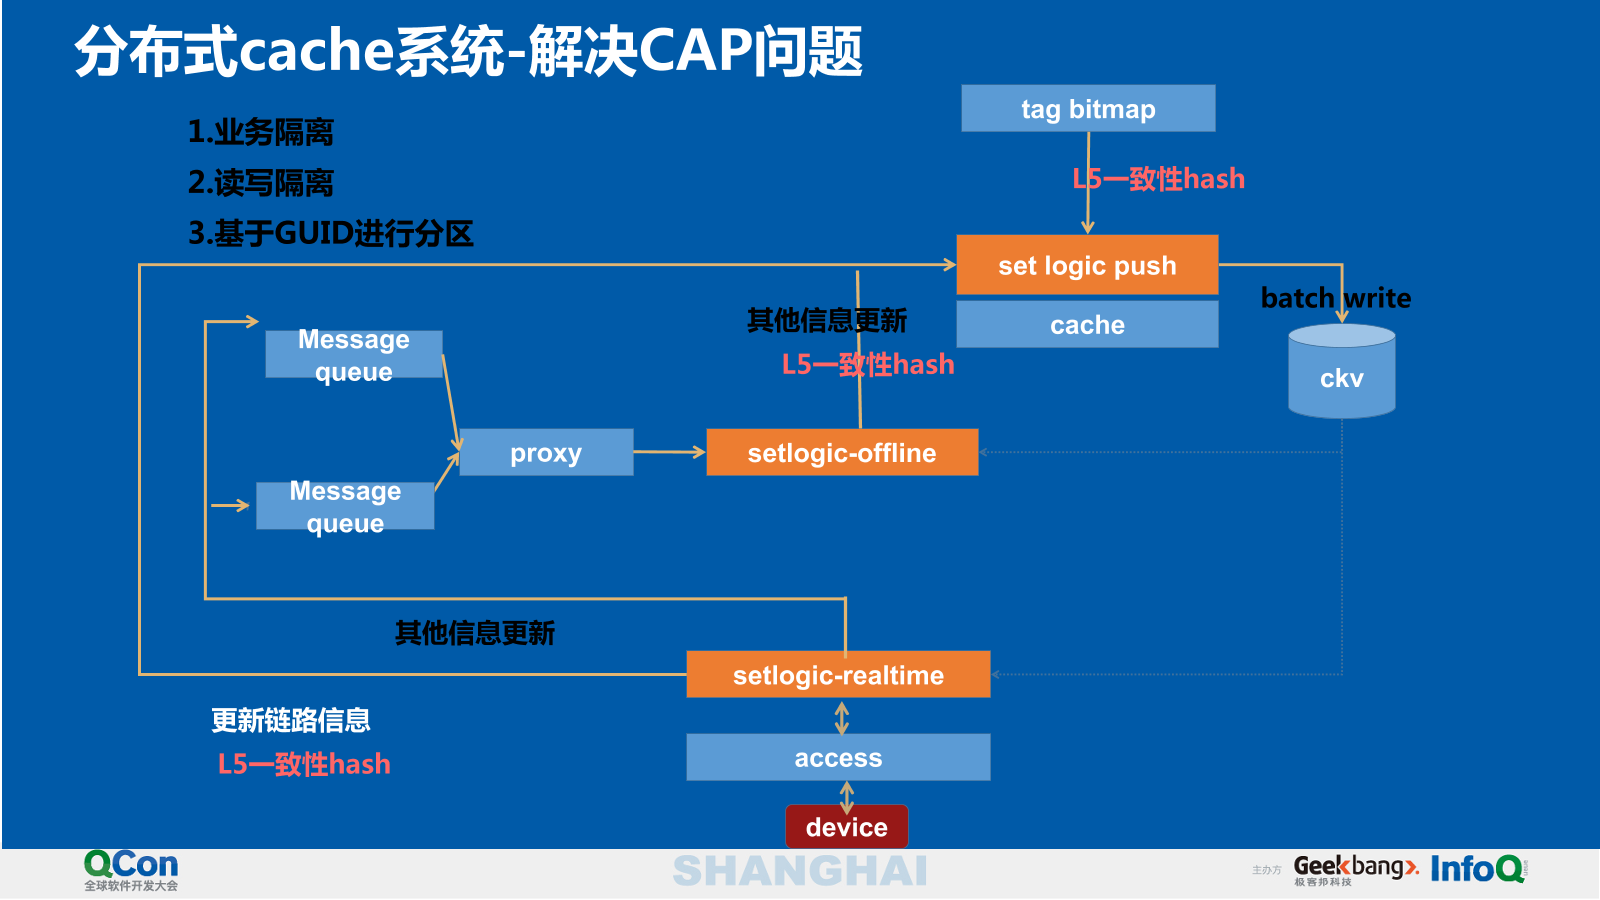 分布式cache系统-解决CAP问题
1.业务隔离
2.读写隔离
3.基于GUID进行分区
tag bitmap
L5一致性hash
set logic push
cache
batch write
ckv
其他信息更新
L5一致性hash
Message
queue
proxy
setlogic-offline
Message
queue
其他信息更新
setlogic-realtime
更新链路信息
L5一致性hash
access
device
QCon
全球软件开发大会
SHANGHAI
主办方
Geekbang
极客邦科技
InfoQ